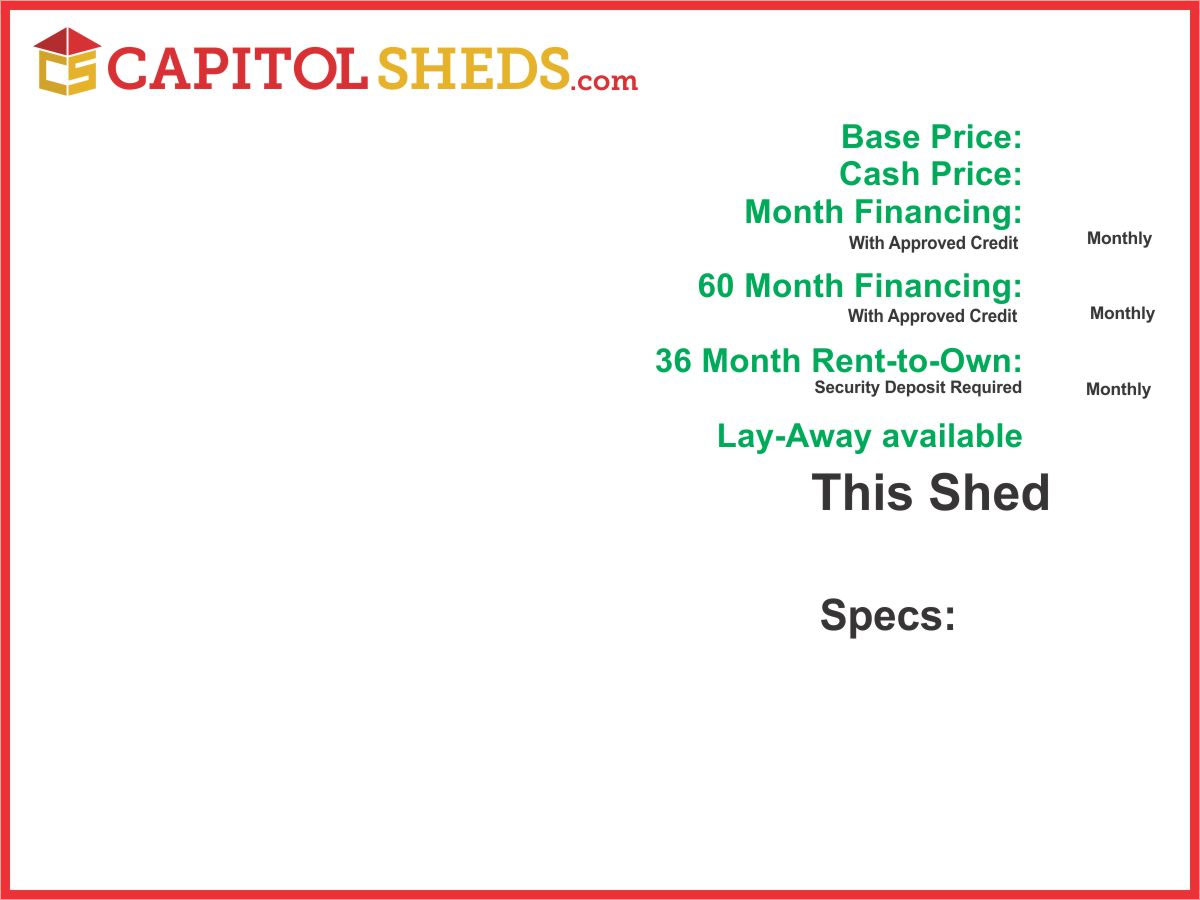 CAPITOL SHEDS.com
Base Price:
Cash Price:
Month Financing:
With Approved Credit Monthly
60 Month Financing:
With Approved Credit Monthly
36 Month Rent-to-Own:
Security Deposit Required Monthly
Lay-Away available
This Shed
Specs: